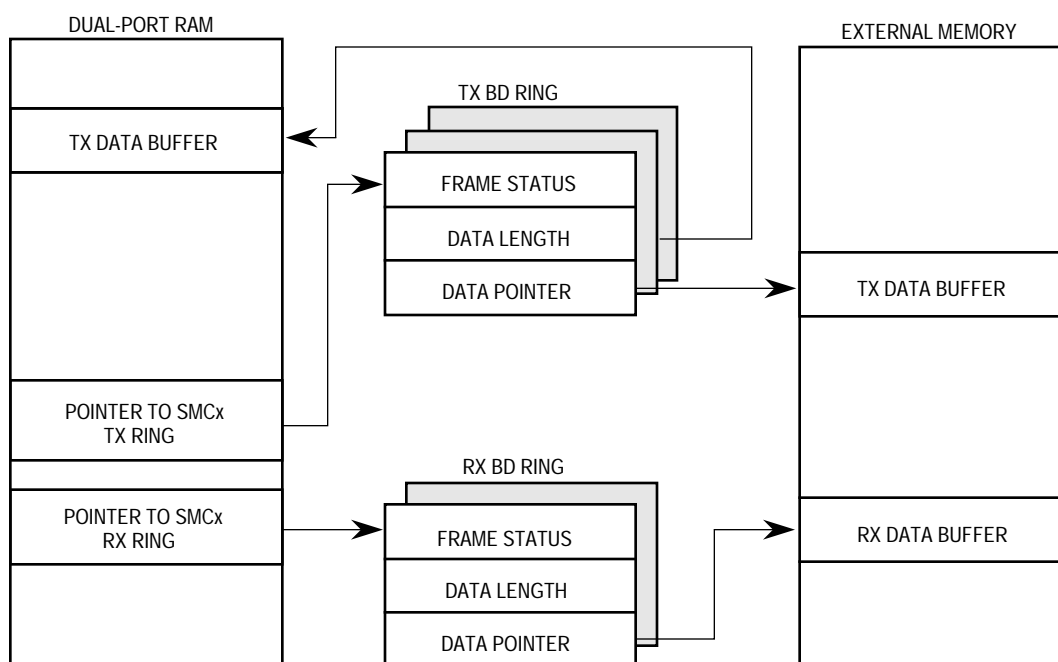 DUAL-PORT RAM
EXTERNAL MEMORY
TX BD RING
TX DATA BUFFER
FRAME STATUS
DATA LENGTH
DATA POINTER
TX DATA BUFFER
POINTER TO SMCx
TX RING
RX BD RING
POINTER TO SMCx
RX RING
FRAME STATUS
RX DATA BUFFER
DATA LENGTH
DATA POINTER